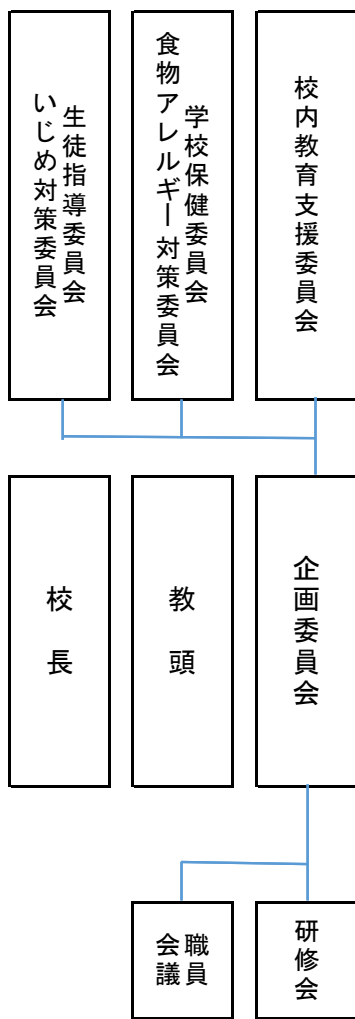 校内教育支援委員会
学校保健委員会
食物アレルギー対策委員会
生徒指導委員会
いじめ対策委員会
企画委員会
教頭
校長
研修会
職員
会議